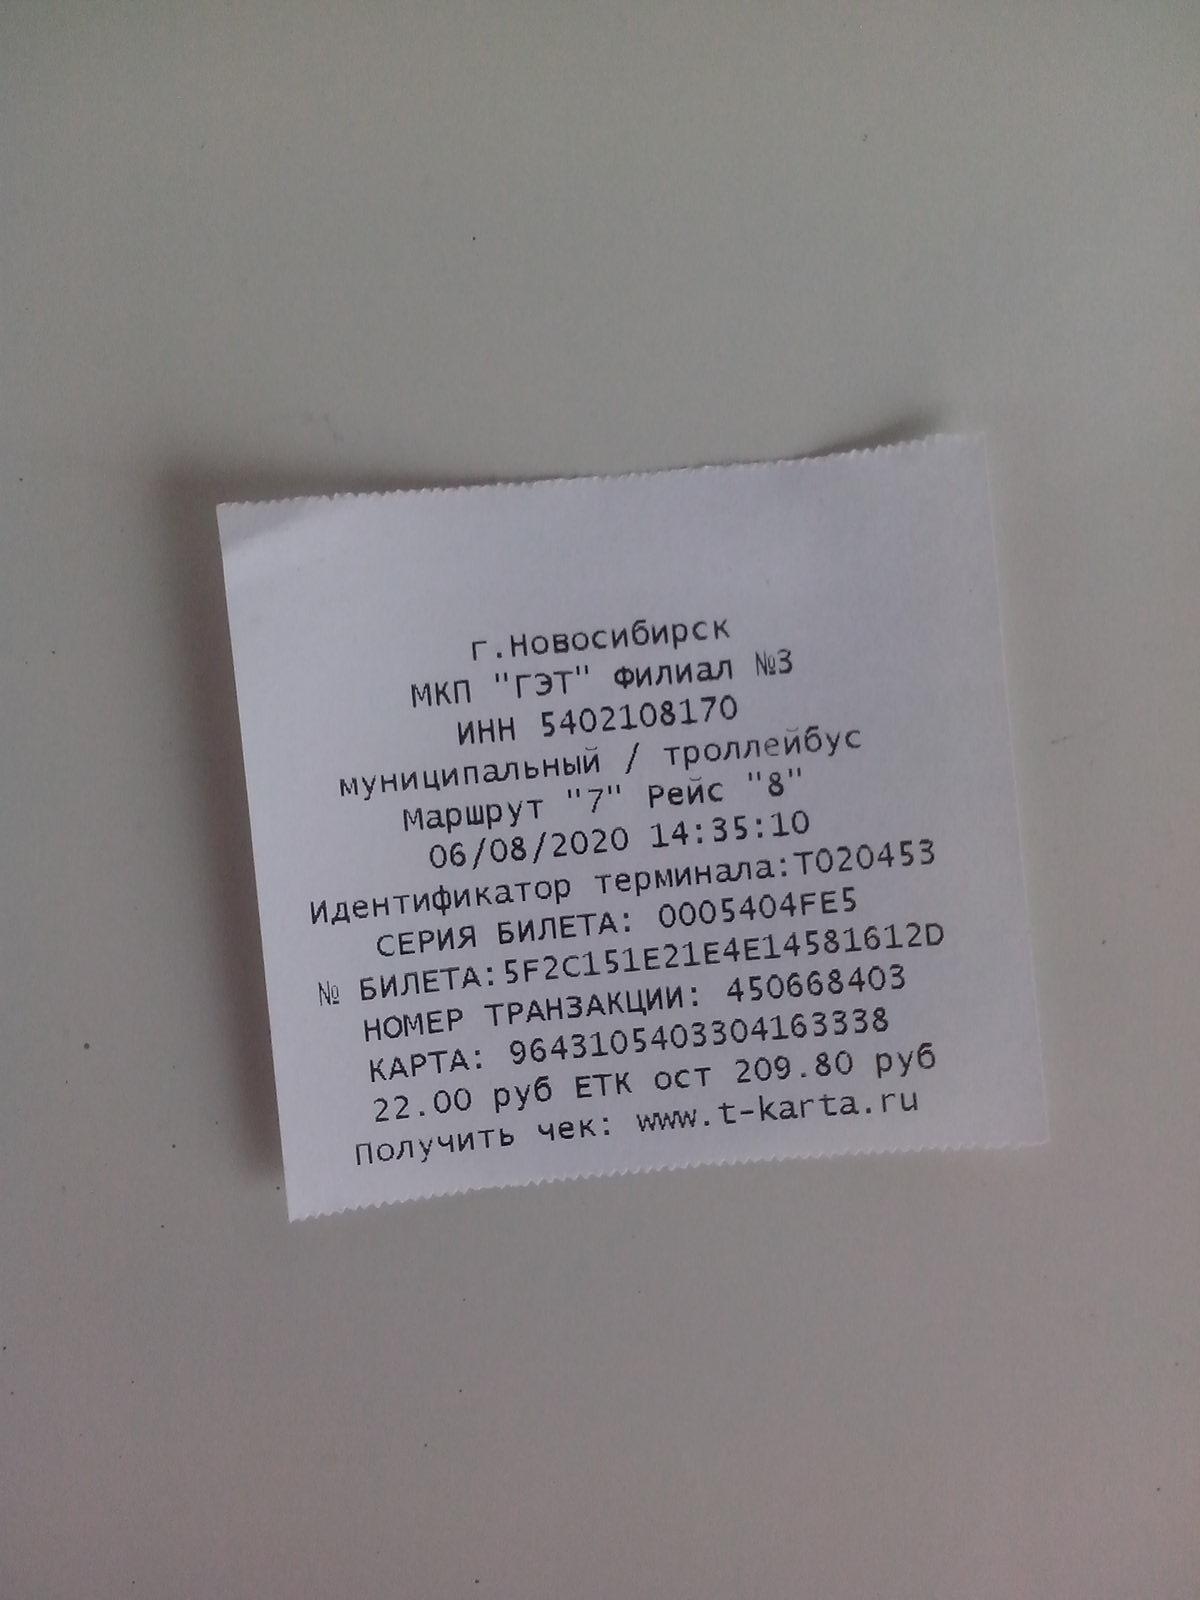 г.Новосибирск
МКП "ГЭТ" Филиал №3
ИНН 5402108170
муниципальный / троллейбус
Маршрут "7" Рейс "8"
06/08/2020 14:35:10
Идентификатор терминала:T020453
СЕРИЯ БИЛЕТА: 0005404FE5
№ БИЛЕТА:5F2C151E21E4E14581612D
НОМЕР ТРАНЗАКЦИИ: 450668403
КАРТА: 9643105403304163338
22.00 руб ЕТК ост 209.80 руб
Получить чек: www.t-karta.ru